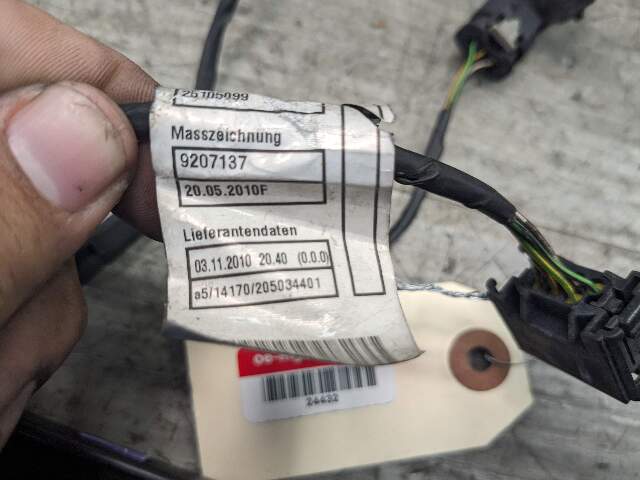 25105099
Masszeichnung
9207137
20.05.2010F
Lieferantendaten
03.11.2010 20.40 (0.0.0)
a5/14170/205034401
24432